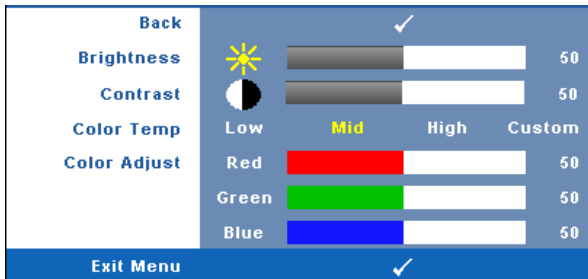 Back
Brightness 50
Contrast 50
Color Temp Low Mid High Custom
Color Adjust Red 50
Green 50
Blue 50
Exit Menu